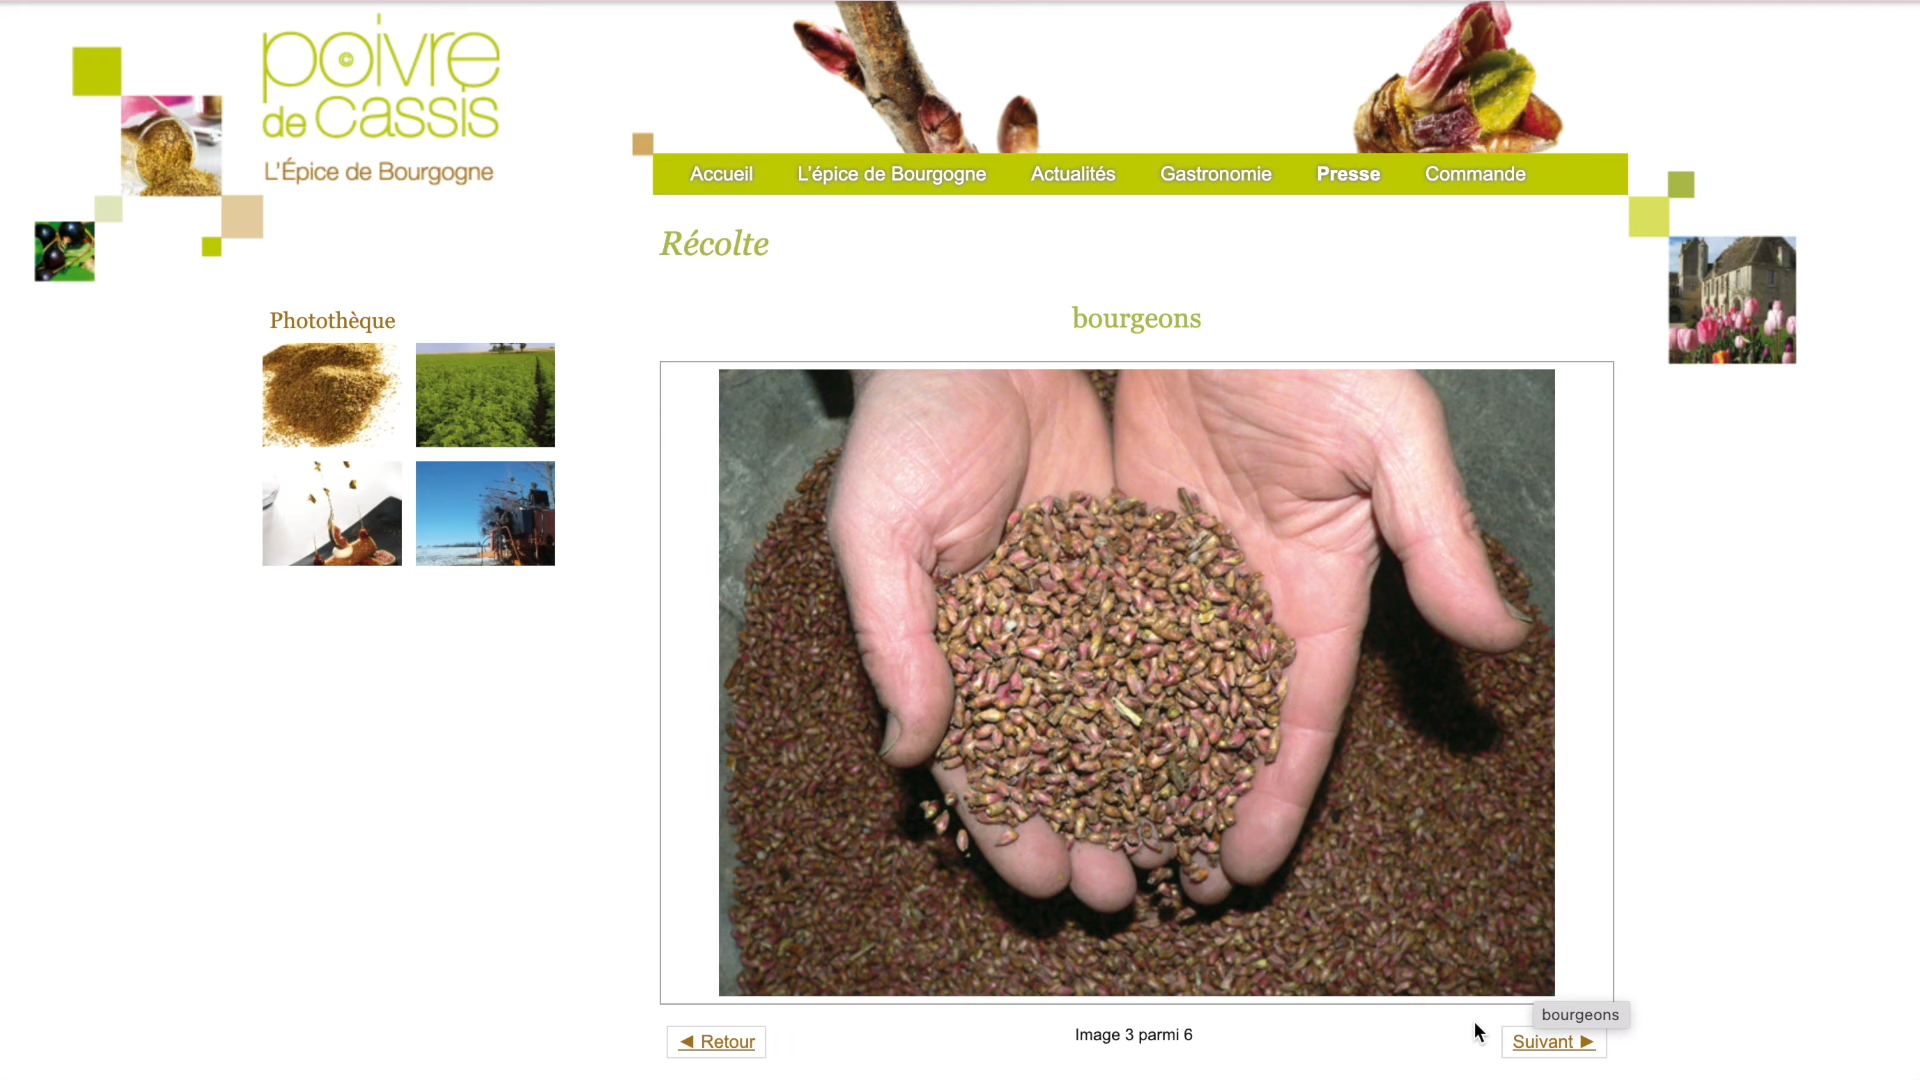 poivre
©
de cassis
L'Épice de Bourgogne
Accueil L'épice de Bourgogne Actualités Gastronomie Presse Commande
Récolte
Photothèque
bourgeons
bourgeons
◄ Retour
Image 3 parmi 6
Suivant ►